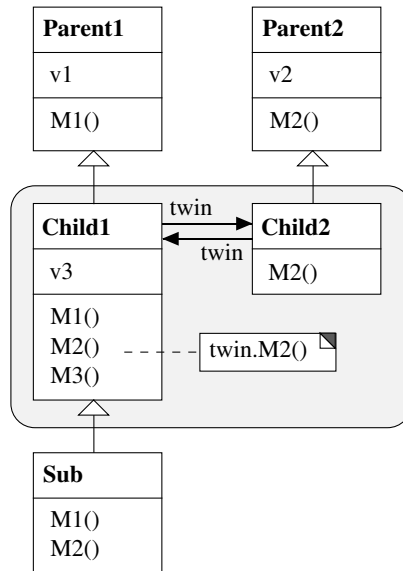 Parent1
v1
M1()
Parent2
v2
M2()
twin
twin
Child1
v3
M1()
M2()
M3()
Child2
M2()
twin.M2()
Sub
M1()
M2()